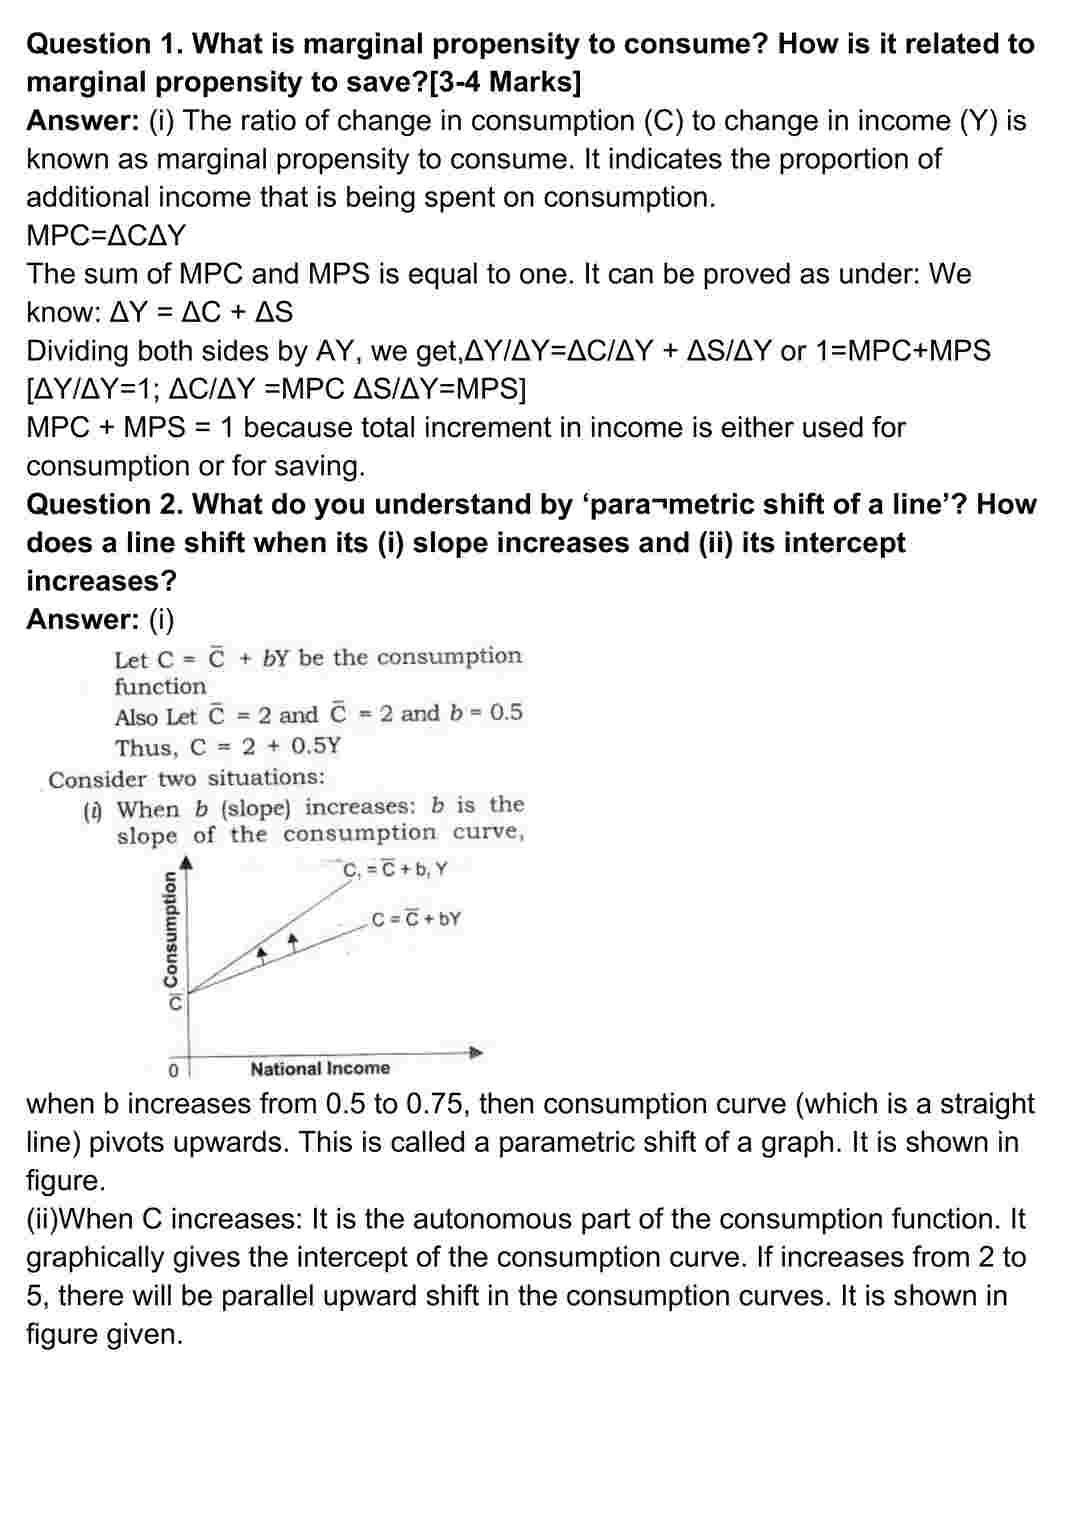 Question 1. What is marginal propensity to consume? How is it related to
marginal propensity to save?[3-4 Marks]
Answer: (i) The ratio of change in consumption (C) to change in income (Y) is
known as marginal propensity to consume. It indicates the proportion of
additional income that is being spent on consumption.
MPC=ΔCΔY
The sum of MPC and MPS is equal to one. It can be proved as under: We
know: ΔY = ΔC + ΔS
Dividing both sides by AY, we get,ΔY/ΔY=ΔC/ΔY + ΔS/ΔY or 1=MPC+MPS
[ΔY/ΔY=1; ΔC/ΔY =MPC ΔS/ΔY=MPS]
MPC + MPS = 1 because total increment in income is either used for
consumption or for saving.
Question 2. What do you understand by ‘para¬metric shift of a line’? How
does a line shift when its (i) slope increases and (ii) its intercept
increases?
Answer: (i)
Let C = C̅ + bY be the consumption
function
Also Let C̅ = 2 and C̅ = 2 and b = 0.5
Thus, C = 2 + 0.5Y
Consider two situations:
(i) When b (slope) increases: b is the
slope of the consumption curve,
C₁ = C̅ + b₁ Y
C = C̅ + bY
Consumption
C̅
0
National Income
when b increases from 0.5 to 0.75, then consumption curve (which is a straight
line) pivots upwards. This is called a parametric shift of a graph. It is shown in
figure.
(ii)When C increases: It is the autonomous part of the consumption function. It
graphically gives the intercept of the consumption curve. If increases from 2 to
5, there will be parallel upward shift in the consumption curves. It is shown in
figure given.